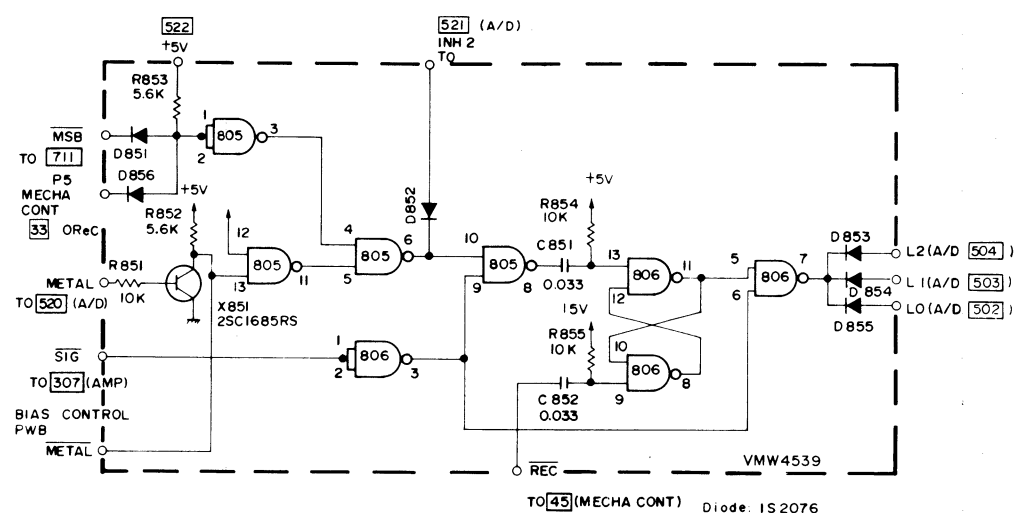 522
+5V
521 (A/D)
INH 2
TO
R853
5.6K
1
2
805
3
MSB
D851
TO 711
P5
MECHA
CONT
33 OReC
D856
+5V
R852
5.6K
12
13
805
11
D852
4
5
805
6
10
9
805
8
C851
0.033
+5V
R854
10K
13
12
806
11
5
6
806
7
D853
L2(A/D 504)
L1(A/D 503)
D854
L0(A/D 502)
D855
R851
10K
METAL
TO 520 (A/D)
X851
2SC1685RS
SIG
TO 307 (AMP)
1
2
806
3
15V
R855
10K
10
9
806
8
C852
0.033
BIAS CONTROL
PWB
METAL
REC
VMW4539
TO 45 (MECHA CONT)
Diode: 1S2076